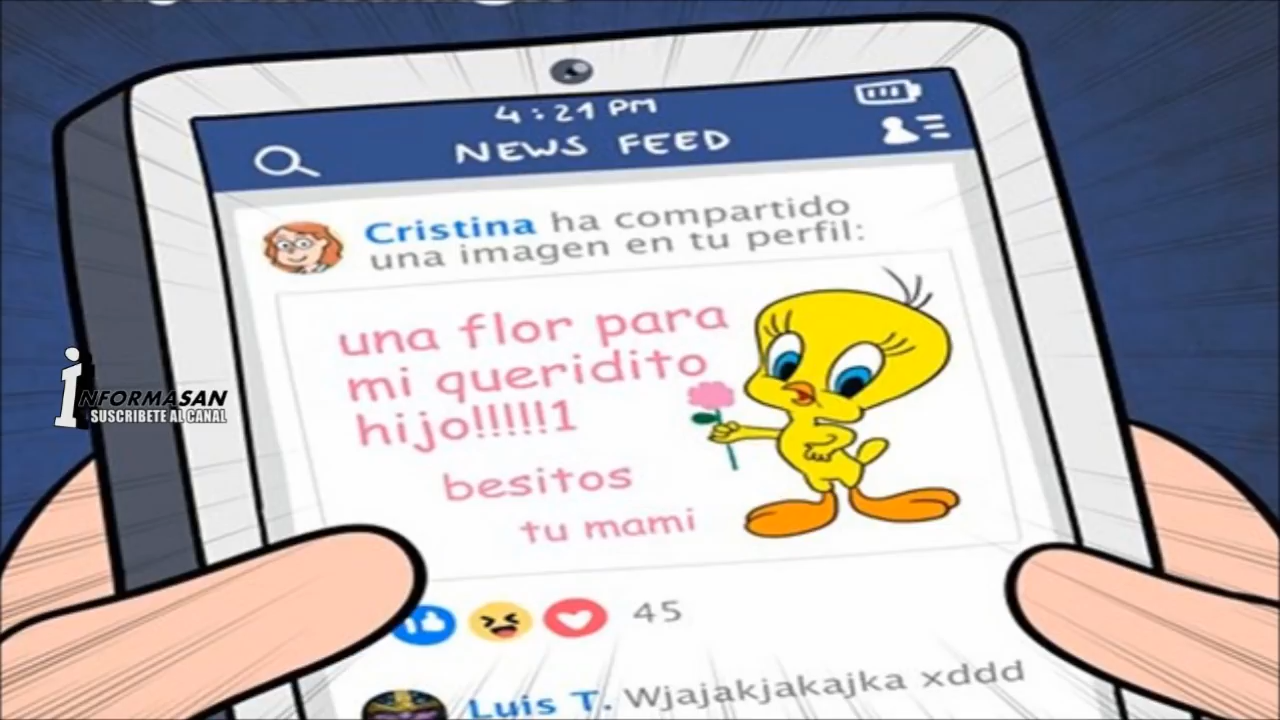 4:21 PM
NEWS FEED
Cristina ha compartido
una imagen en tu perfil:
una flor para
mi queridito
hijo!!!!!1
besitos
tu mami
45
Luis T. Wjajakjakajka xddd
iNFORMASAN
SUSCRIBETE AL CANAL